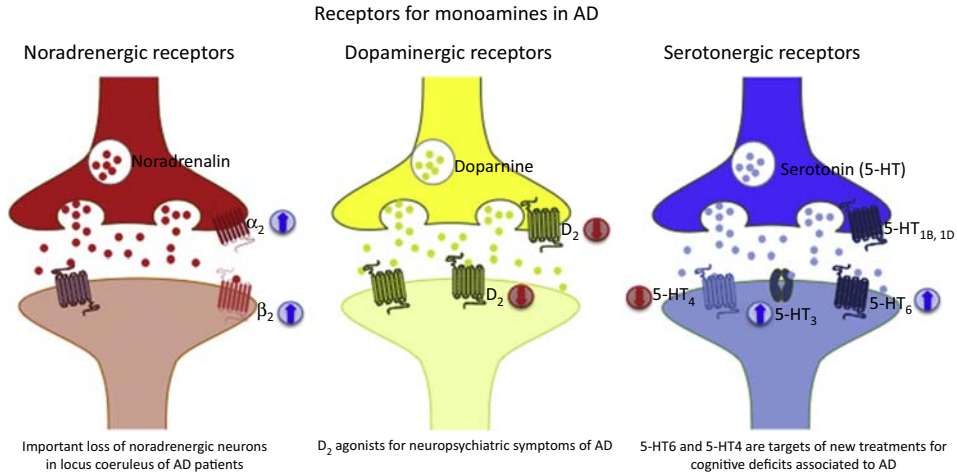 Receptors for monoamines in AD
Noradrenergic receptors
Dopaminergic receptors
Serotonergic receptors
Noradrenalin
Doparnine
Serotonin (5-HT)
α2
D2
5-HT1B, 1D
β2
D2
5-HT4
5-HT3
5-HT6
Important loss of noradrenergic neurons
in locus coeruleus of AD patients
D2 agonists for neuropsychiatric symptoms of AD
5-HT6 and 5-HT4 are targets of new treatments for
cognitive deficits associated to AD